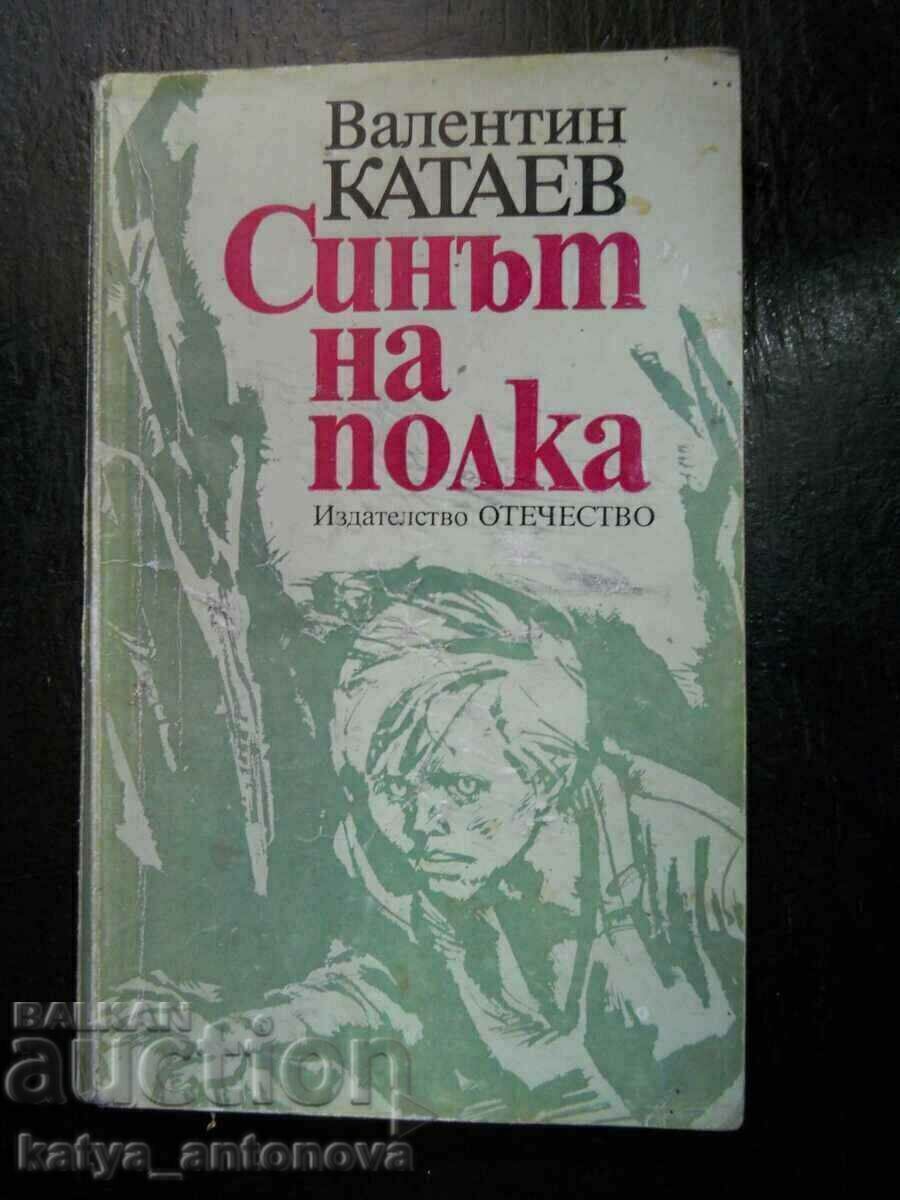 Валентин
КАТАЕВ
Синът
на
полка
Издателство ОТЕЧЕСТВО
BALKAN
auction
katya_antonova